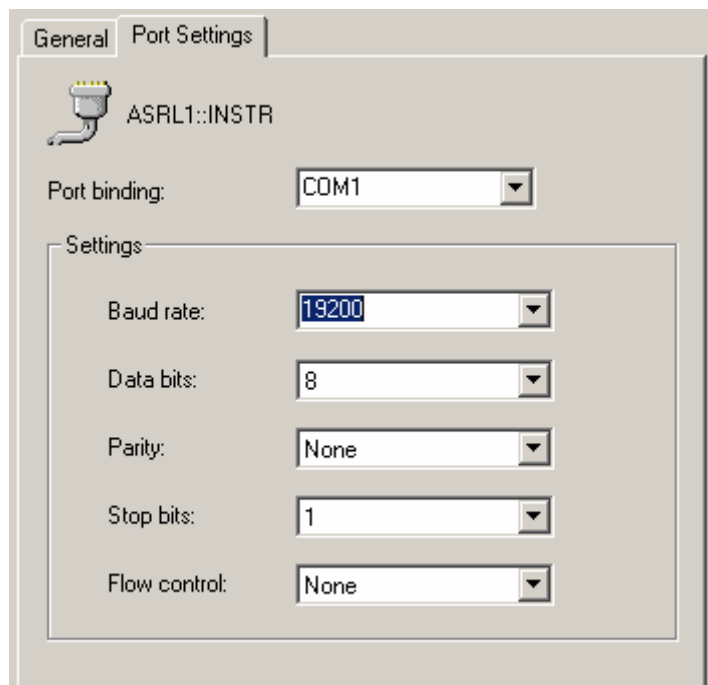 General Port Settings
ASRL1::INSTR
Port binding: COM1
Settings
Baud rate: 19200
Data bits: 8
Parity: None
Stop bits: 1
Flow control: None